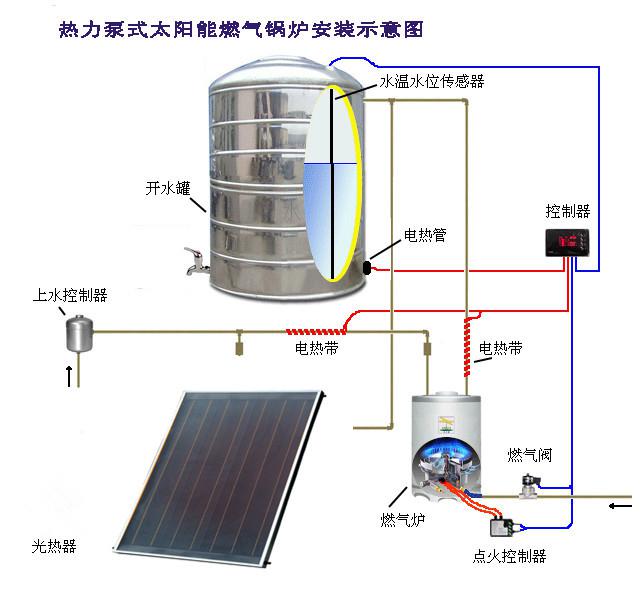 热力泵式太阳能燃气锅炉安装示意图
水温水位传感器
开水罐
控制器
电热管
上水控制器
电热带
电热带
燃气阀
燃气炉
光热器
点火控制器